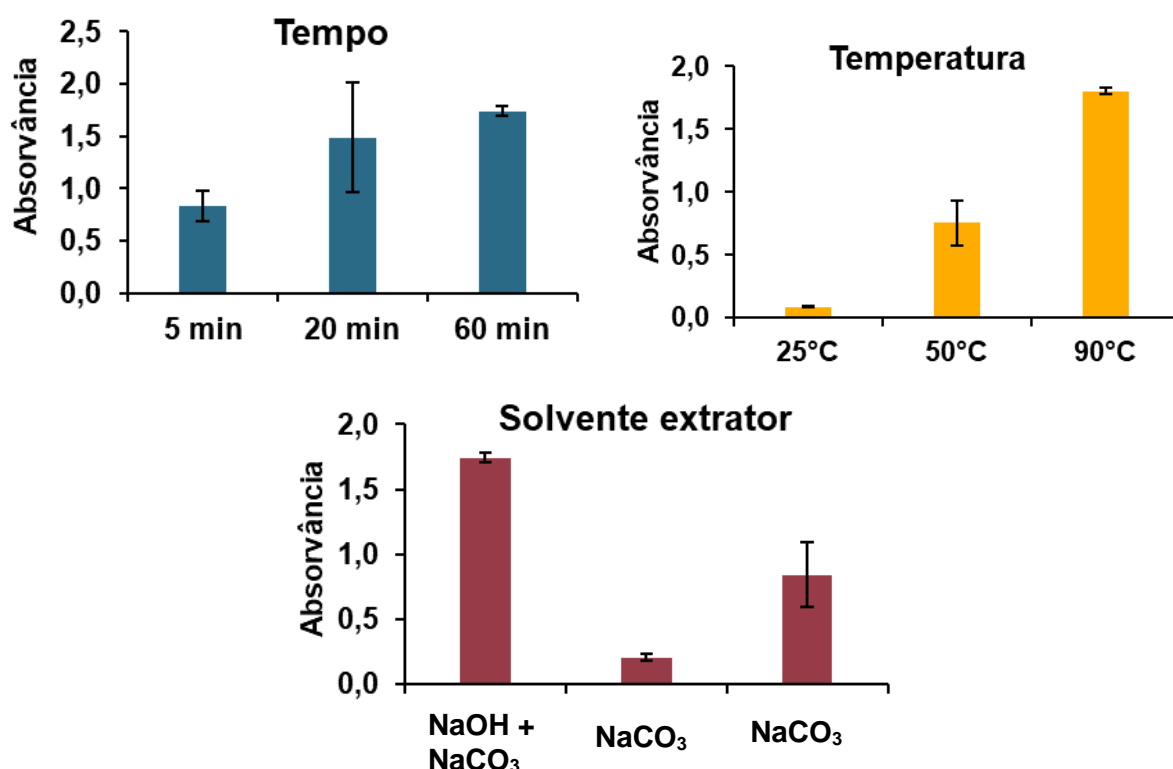 Tempo
Absorvância
2,5
2,0
1,5
1,0
0,5
0,0
5 min
20 min
60 min
Temperatura
Absorvância
2,0
1,5
1,0
0,5
0,0
25°C
50°C
90°C
Solvente extrator
Absorvância
2,0
1,5
1,0
0,5
0,0
NaOH +
NaCO₃
NaCO₃
NaCO₃